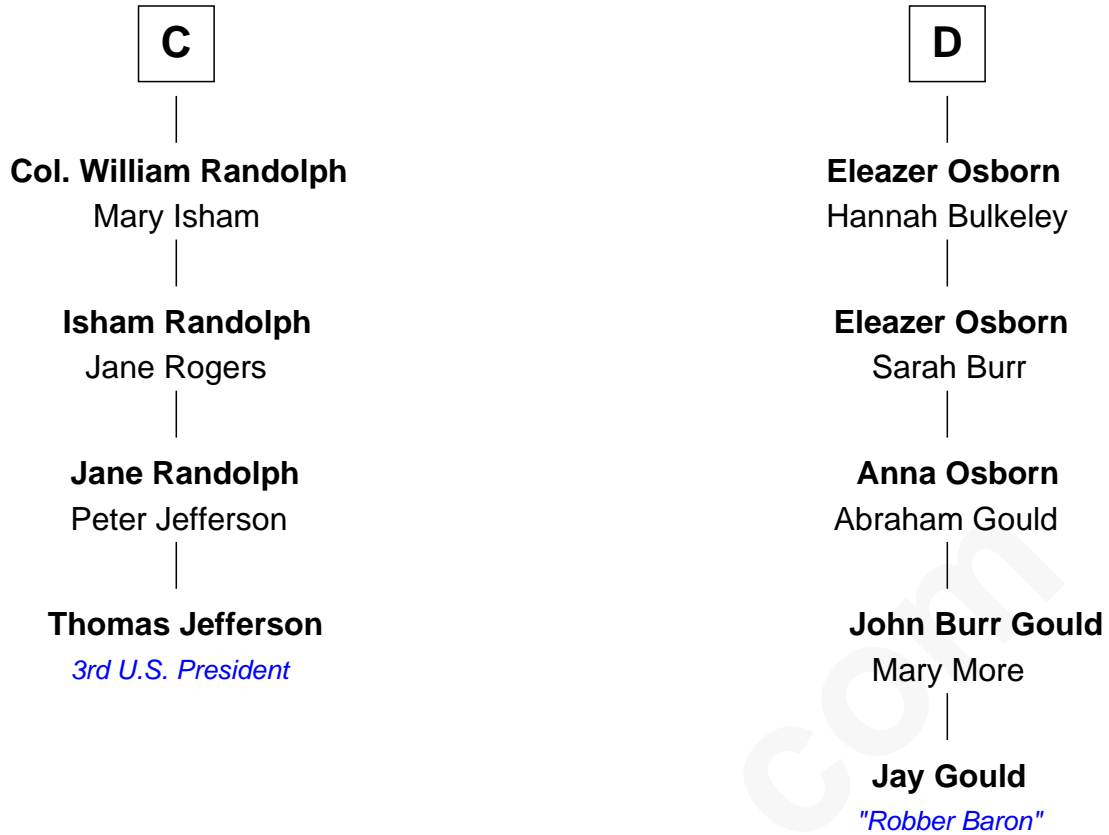 C
Col. William Randolph
Mary Isham
Isham Randolph
Jane Rogers
Jane Randolph
Peter Jefferson
Thomas Jefferson
3rd U.S. President
D
Eleazer Osborn
Hannah Bulkeley
Eleazer Osborn
Sarah Burr
Anna Osborn
Abraham Gould
John Burr Gould
Mary More
Jay Gould
"Robber Baron"
com